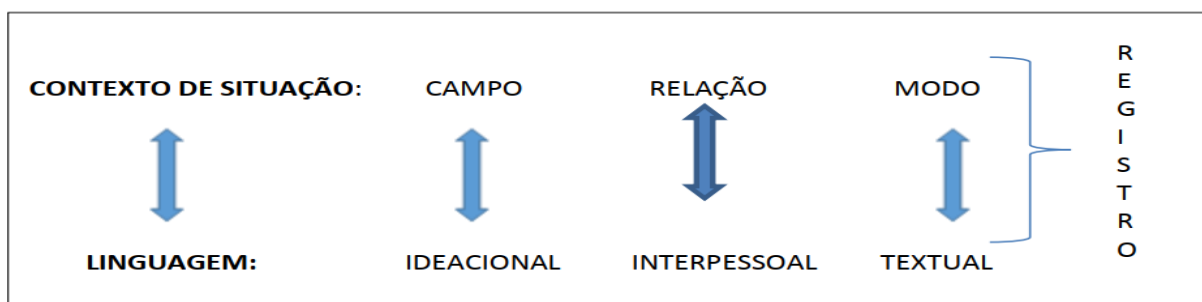 CONTEXTO DE SITUAÇÃO: CAMPO RELAÇÃO MODO
LINGUAGEM: IDEACIONAL INTERPESSOAL TEXTUAL
R
E
G
I
S
T
R
O